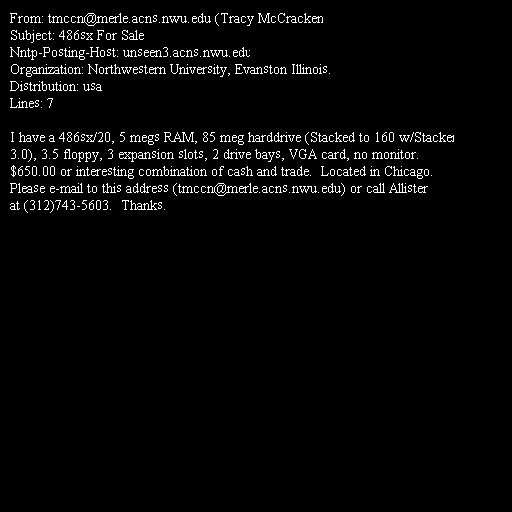 From: tmccn@merle.acns.nwu.edu (Tracy McCracken
Subject: 486sx For Sale
Nntp-Posting-Host: unseen3.acns.nwu.edu
Organization: Northwestern University, Evanston Illinois.
Distribution: usa
Lines: 7

I have a 486sx/20, 5 megs RAM, 85 meg harddrive (Stacked to 160 w/Stacker
3.0), 3.5 floppy, 3 expansion slots, 2 drive bays, VGA card, no monitor.
$650.00 or interesting combination of cash and trade.  Located in Chicago.
Please e-mail to this address (tmccn@merle.acns.nwu.edu) or call Allister
at (312)743-5603.  Thanks.